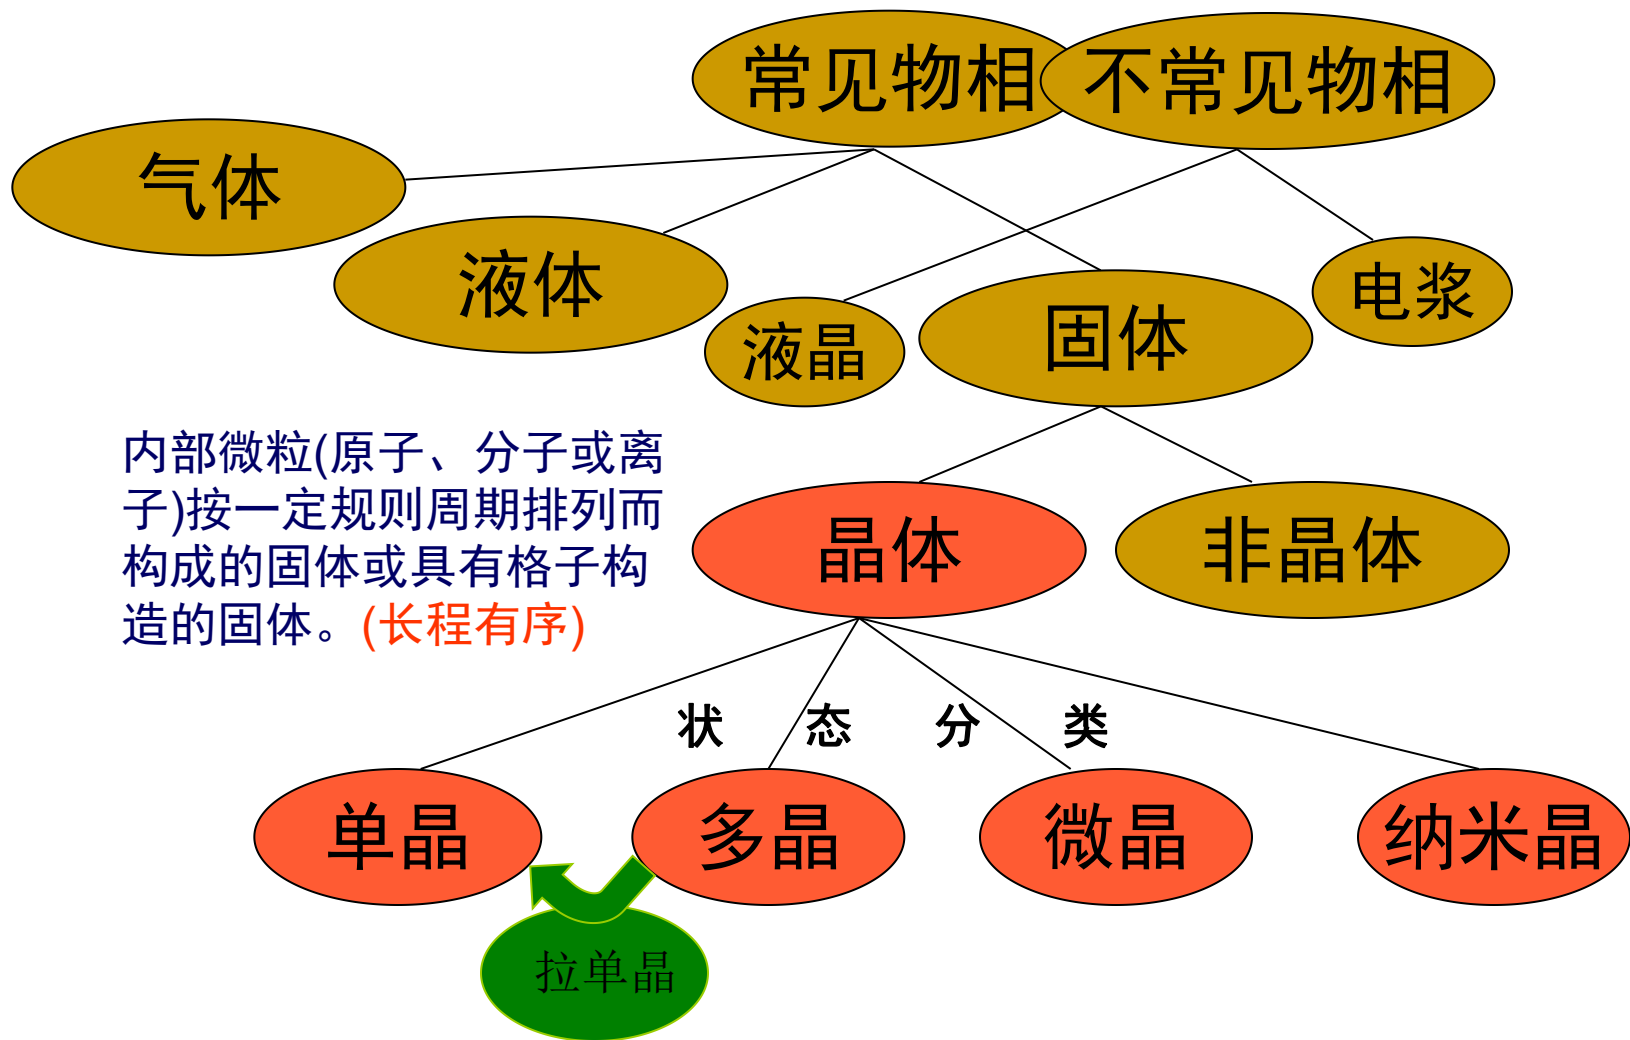 常见物相
不常见物相
气体
液体
液晶
固体
电浆
内部微粒(原子、分子或离
子)按一定规则周期排列而
构成的固体或具有格子构
造的固体。(长程有序)
晶体
非晶体
状 态 分 类
单晶
多晶
微晶
纳米晶
拉单晶